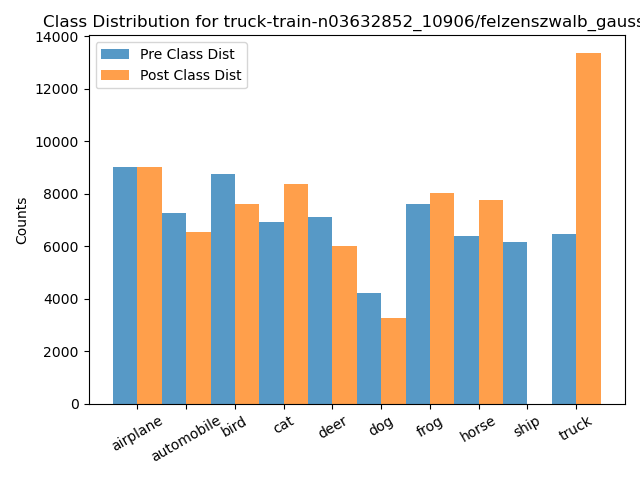 Class Distribution for truck-train-n03632852_10906/felzenszwalb_gauss
Pre Class Dist
Post Class Dist
Counts
14000
12000
10000
8000
6000
4000
2000
0
airplane
automobile
bird
cat
deer
dog
frog
horse
ship
truck